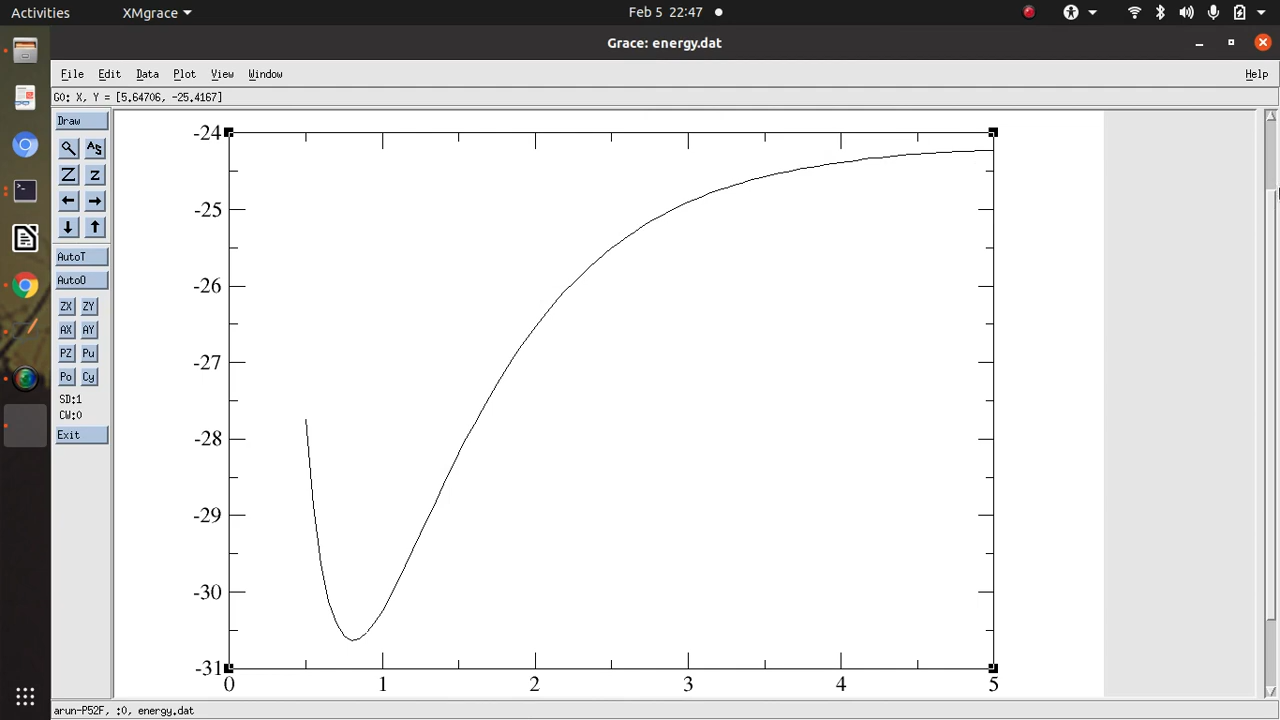 Activities XMgrace Feb 5 22:47
Grace: energy.dat
File Edit Data Plot View Window Help
G0: X, Y = [5.64706, -25.4167]
Draw
AS
Z z
AutoT
AutoO
ZX ZY
AX AY
PZ Pu
Po Cy
SD:1
CW:0
Exit
-24
-25
-26
-27
-28
-29
-30
-31
0 1 2 3 4 5
arun-P52F, :0, energy.dat